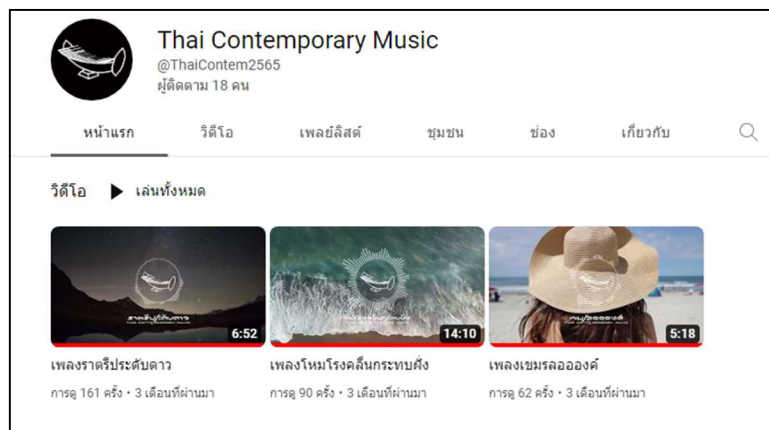 Thai Contemporary Music
@ThaiContem2565
ผู้ติดตาม 18 คน
หน้าแรก วิดีโอ เพลย์ลิสต์ ชุมชน ช่อง เกี่ยวกับ
วิดีโอ เล่นทั้งหมด
6:52 14:10 5:18
เพลงราตรีประดับดาว เพลงโหมโรงคลื่นกระทบฝั่ง เพลงเขมรลอออองค์
การดู 161 ครั้ง • 3 เดือนที่ผ่านมา การดู 90 ครั้ง • 3 เดือนที่ผ่านมา การดู 62 ครั้ง • 3 เดือนที่ผ่านมา